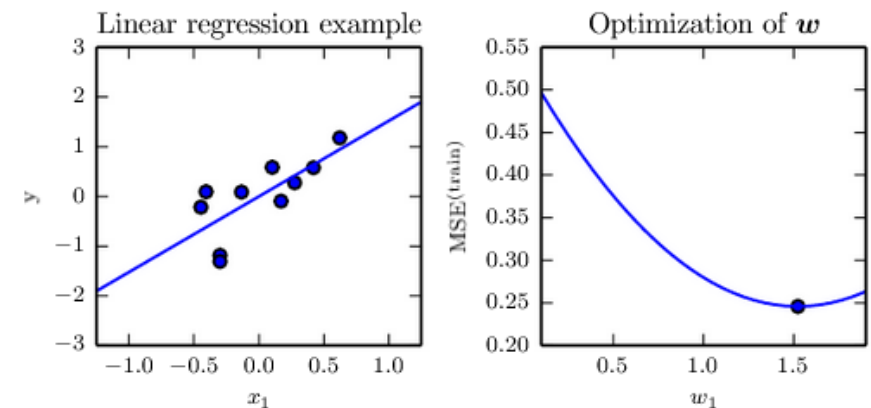 Linear regression example
3
2
1
0
−1
−2
−3
y
−1.0 −0.5 0.0 0.5 1.0
x₁
Optimization of w
0.55
0.50
0.45
0.40
0.35
0.30
0.25
0.20
MSE(train)
0.5 1.0 1.5
w₁